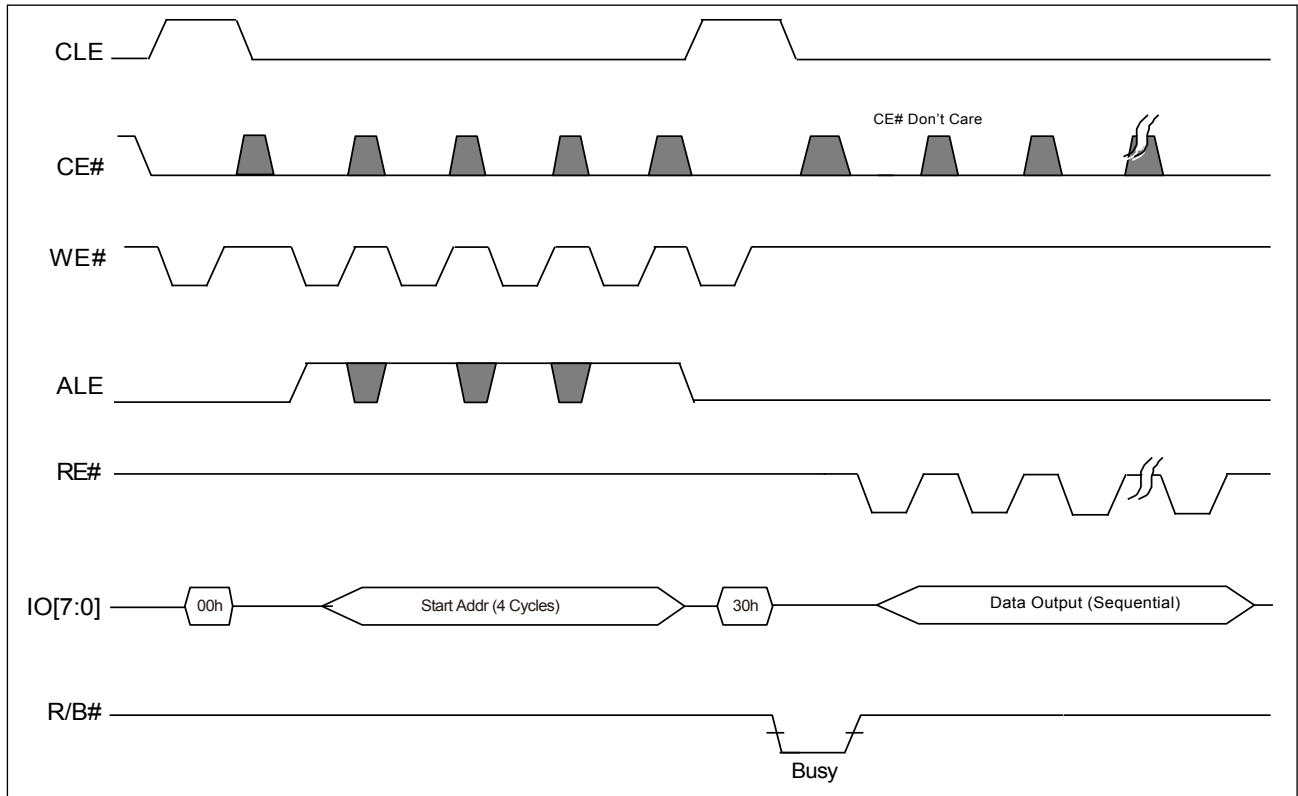 CLE
CE# Don't Care
CE#
WE#
ALE
RE#
IO[7:0]
00h
Start Addr (4 Cycles)
30h
Data Output (Sequential)
R/B#
Busy